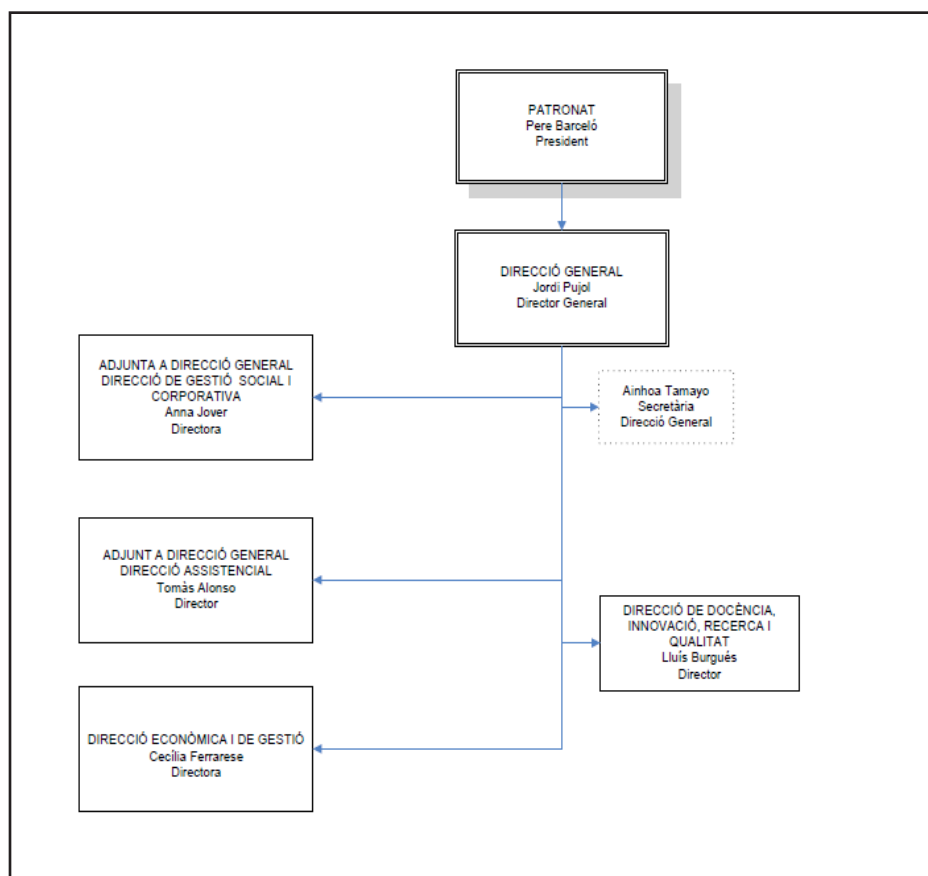 PATRONAT
Pere Barceló
President
DIRECCIÓ GENERAL
Jordi Pujol
Director General
ADJUNTA A DIRECCIÓ GENERAL
DIRECCIÓ DE GESTIÓ SOCIAL I
CORPORATIVA
Anna Jover
Directora
Ainhoa Tamayo
Secretària
Direcció General
ADJUNT A DIRECCIÓ GENERAL
DIRECCIÓ ASSISTENCIAL
Tomàs Alonso
Director
DIRECCIÓ DE DOCÈNCIA,
INNOVACIÓ, RECERCA I
QUALITAT
Lluís Burgués
Director
DIRECCIÓ ECONÒMICA I DE GESTIÓ
Cecília Ferrarese
Directora